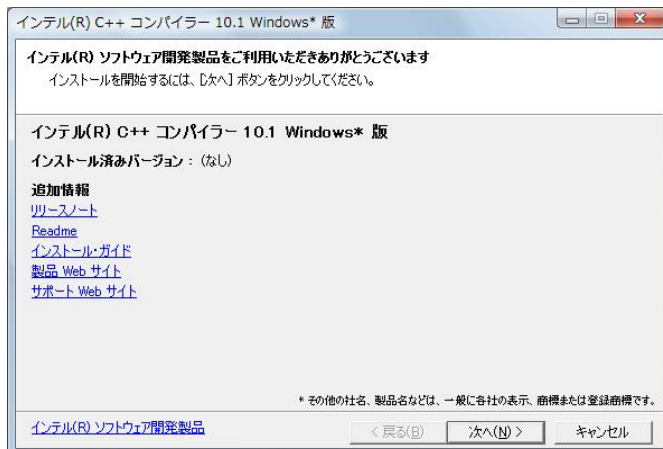 インテル(R) C++ コンパイラー 10.1 Windows* 版
インテル(R) ソフトウェア開発製品をご利用いただきありがとうございます
インストールを開始するには、[次へ] ボタンをクリックしてください。
インテル(R) C++ コンパイラー 10.1 Windows* 版
インストール済みバージョン : (なし)
追加情報
リリースノート
Readme
インストール・ガイド
製品 Web サイト
サポート Web サイト
* その他の社名、製品名などは、一般に各社の表示、商標または登録商標です。
インテル(R) ソフトウェア開発製品
< 戻る(B)
次へ(N) >
キャンセル